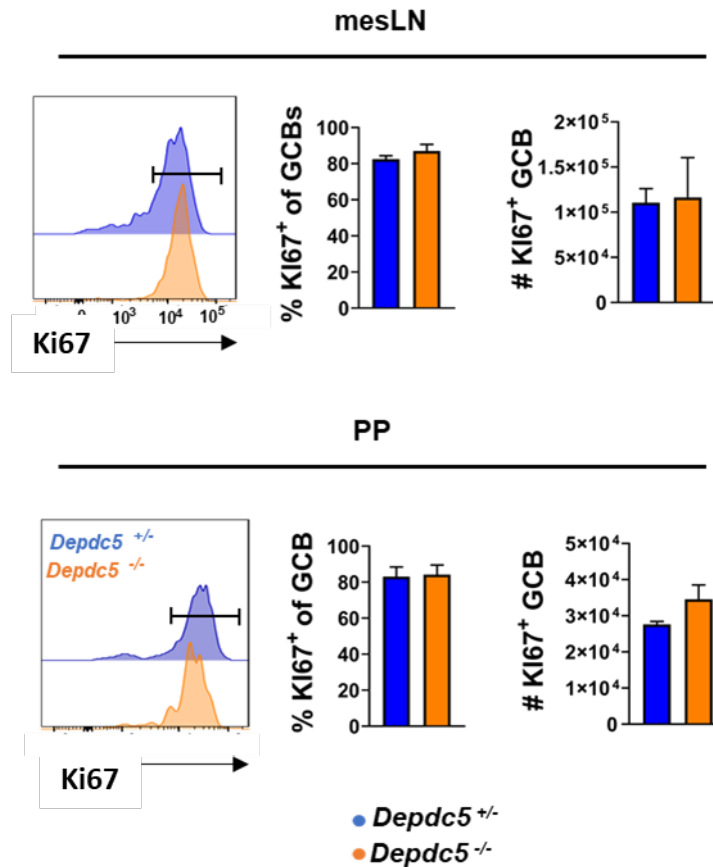 mesLN
% KI67⁺ of GCBs
100
80
60
40
20
0
# KI67⁺ GCB
2×10⁵
1.5×10⁵
1×10⁵
5×10⁴
0
0 10³ 10⁴ 10⁵
Ki67
PP
Depdc5 +/-
Depdc5 -/-
% KI67⁺ of GCB
100
80
60
40
20
0
# KI67⁺ GCB
5×10⁴
4×10⁴
3×10⁴
2×10⁴
1×10⁴
0
Ki67
Depdc5 +/-
Depdc5 -/-